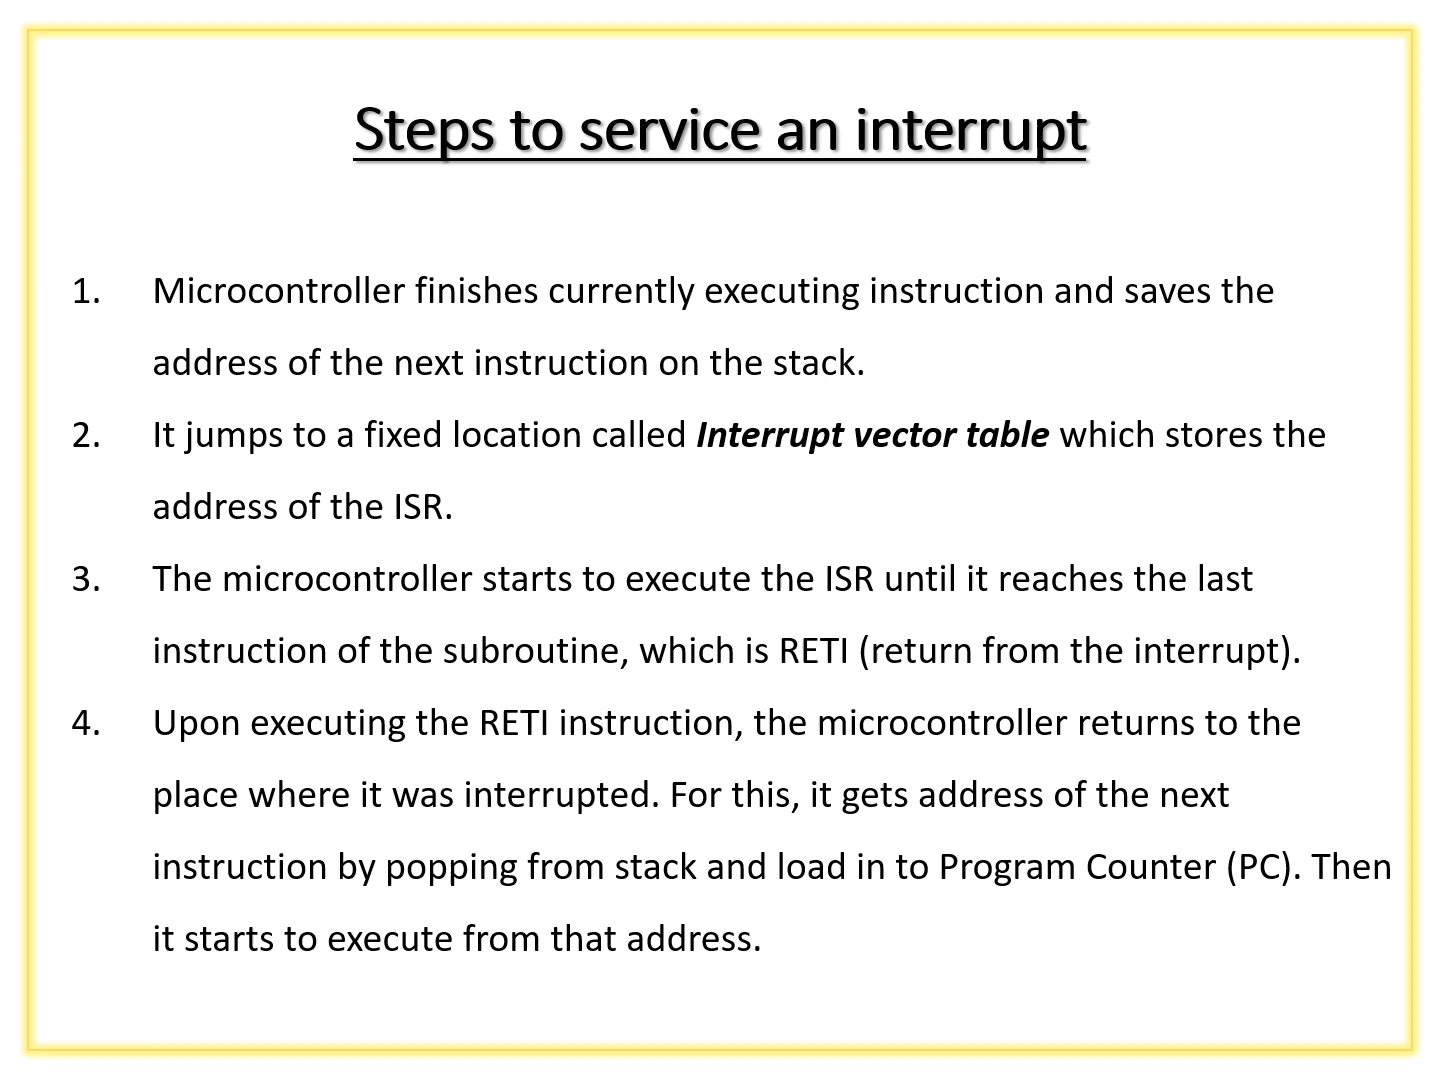 Steps to service an interrupt
1. Microcontroller finishes currently executing instruction and saves the
address of the next instruction on the stack.
2. It jumps to a fixed location called Interrupt vector table which stores the
address of the ISR.
3. The microcontroller starts to execute the ISR until it reaches the last
instruction of the subroutine, which is RETI (return from the interrupt).
4. Upon executing the RETI instruction, the microcontroller returns to the
place where it was interrupted. For this, it gets address of the next
instruction by popping from stack and load in to Program Counter (PC). Then
it starts to execute from that address.